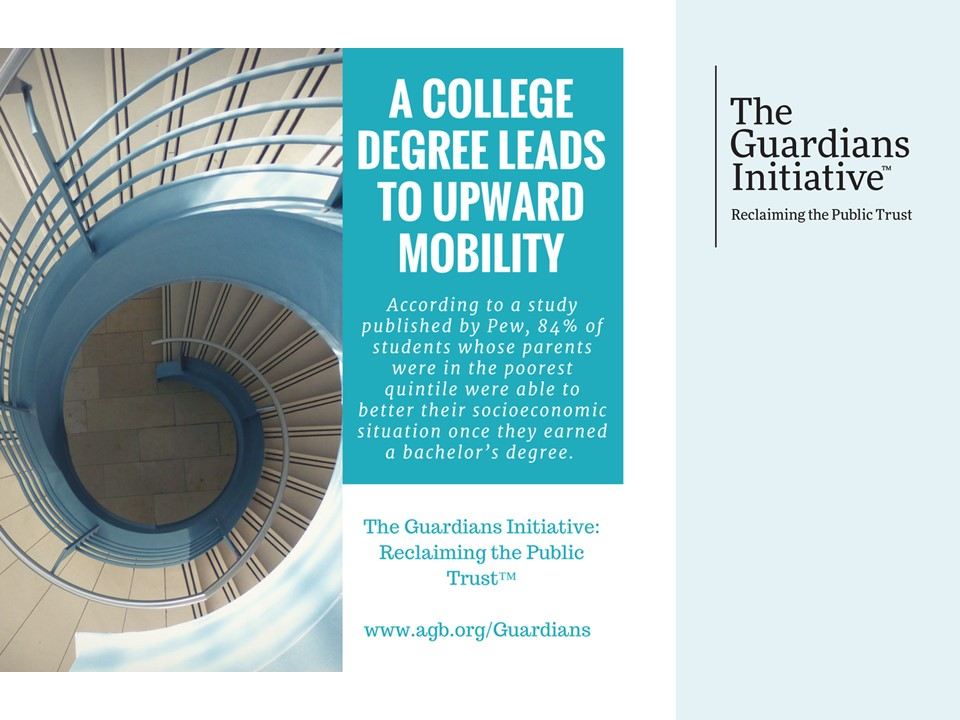 A COLLEGE
DEGREE LEADS
TO UPWARD
MOBILITY
According to a study
published by Pew, 84% of
students whose parents
were in the poorest
quintile were able to
better their socioeconomic
situation once they earned
a bachelor’s degree.
The Guardians Initiative:
Reclaiming the Public
Trust™
www.agb.org/Guardians
The
Guardians
Initiative™
Reclaiming the Public Trust